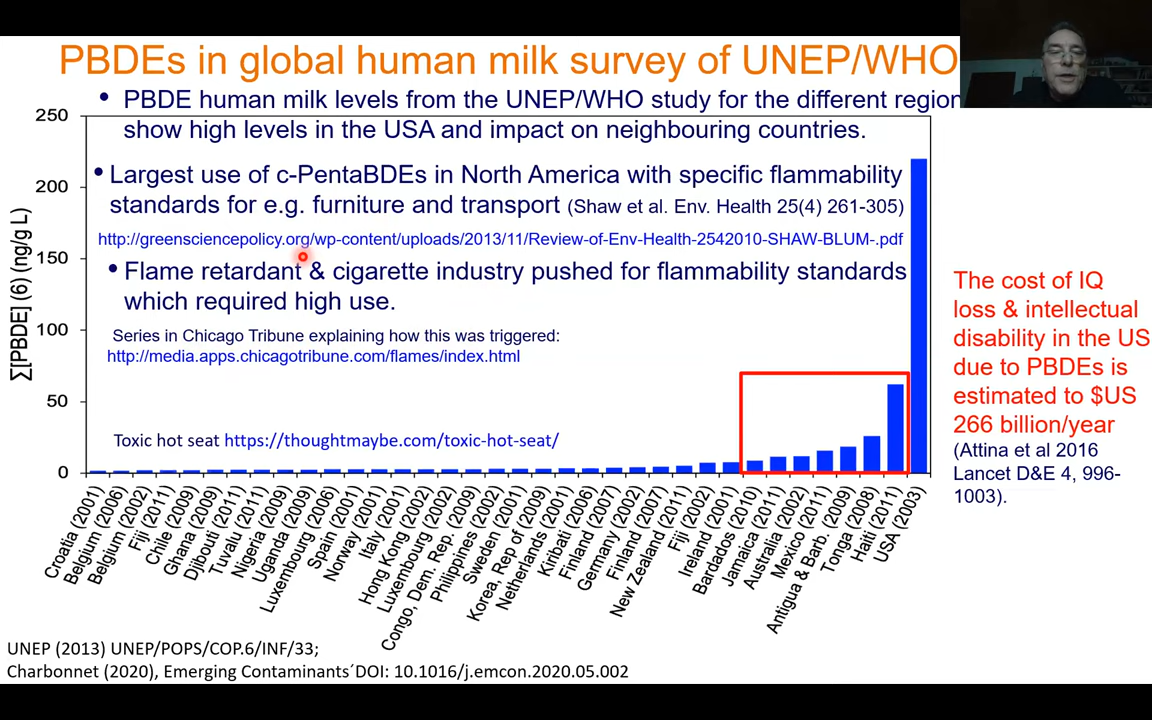 PBDEs in global human milk survey of UNEP/WHO
• PBDE human milk levels from the UNEP/WHO study for the different region
show high levels in the USA and impact on neighbouring countries.
• Largest use of c-PentaBDEs in North America with specific flammability
standards for e.g. furniture and transport (Shaw et al. Env. Health 25(4) 261-305)
http://greensciencepolicy.org/wp-content/uploads/2013/11/Review-of-Env-Health-2542010-SHAW-BLUM-.pdf
• Flame retardant & cigarette industry pushed for flammability standards
which required high use.
Series in Chicago Tribune explaining how this was triggered:
http://media.apps.chicagotribune.com/flames/index.html
Toxic hot seat https://thoughtmaybe.com/toxic-hot-seat/
∑[PBDE] (6) (ng/g L)
250
200
150
100
50
0
Croatia (2001)
Belgium (2006)
Belgium (2002)
Fiji (2011)
Chile (2009)
Ghana (2009)
Djibouti (2011)
Tuvalu (2011)
Nigeria (2009)
Uganda (2009)
Luxembourg (2006)
Spain (2001)
Norway (2001)
Italy (2001)
Hong Kong (2002)
Luxembourg (2002)
Congo, Dem. Rep. (2009)
Philippines (2002)
Sweden (2001)
Korea, Rep of (2009)
Netherlands (2001)
Kiribati (2006)
Finland (2007)
Germany (2002)
Finland (2007)
New Zealand (2011)
Fiji (2002)
Ireland (2001)
Barbados (2010)
Jamaica (2011)
Australia (2002)
Mexico (2011)
Antigua & Barb. (2009)
Tonga (2008)
Haiti (2011)
USA (2003)
The cost of IQ
loss & intellectual
disability in the US
due to PBDEs is
estimated to $US
266 billion/year
(Attina et al 2016
Lancet D&E 4, 996-
1003).
UNEP (2013) UNEP/POPS/COP.6/INF/33;
Charbonnet (2020), Emerging Contaminants´DOI: 10.1016/j.emcon.2020.05.002